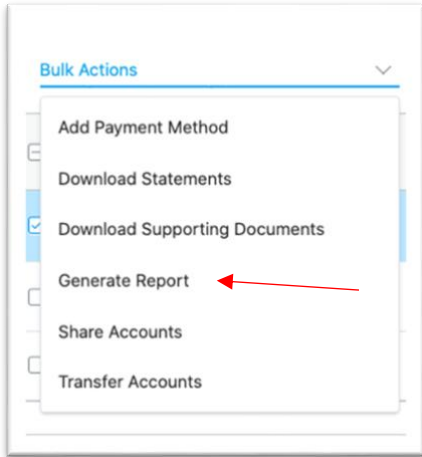 Bulk Actions
Add Payment Method
Download Statements
Download Supporting Documents
Generate Report
Share Accounts
Transfer Accounts